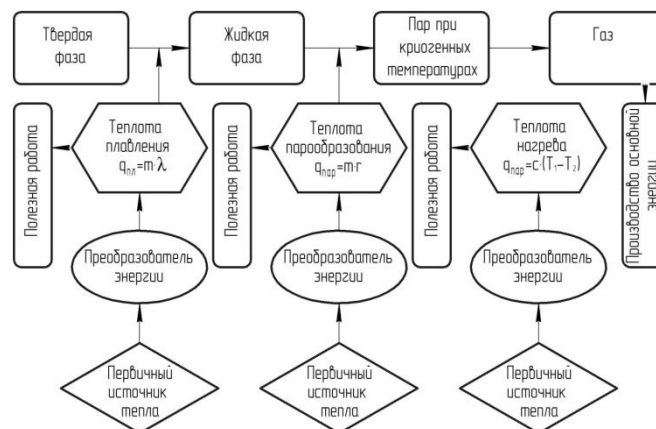 Твердая
фаза
Жидкая
фаза
Пар при
криогенных
температурах
Газ
Полезная работа
Теплота
плавления
qпл=m·λ
Полезная работа
Теплота
парообразования
qпар=m·r
Полезная работа
Теплота
нагрева
qпар=c·(T₁–T₂)
Производство основной
энергии
Преобразователь
энергии
Преобразователь
энергии
Преобразователь
энергии
Первичный
источник
тепла
Первичный
источник
тепла
Первичный
источник
тепла